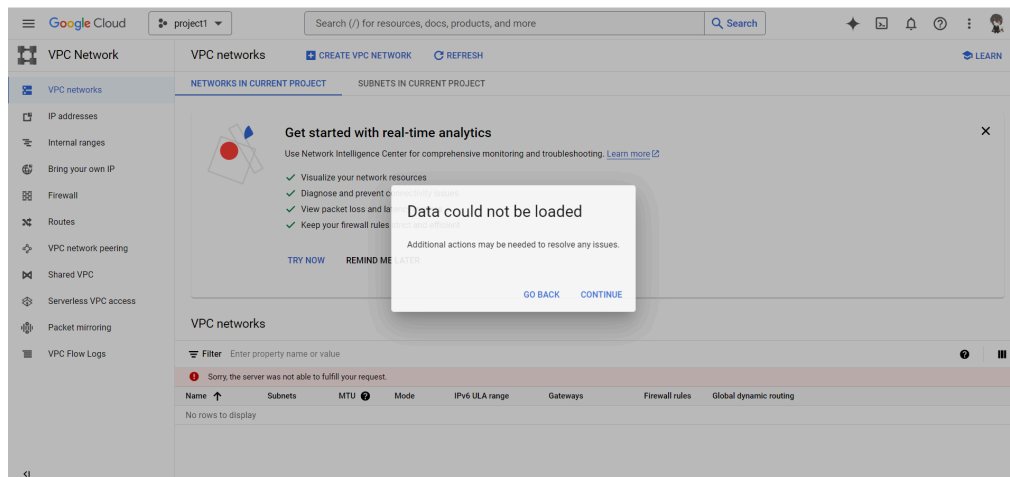 Google Cloud
project1
Search (/) for resources, docs, products, and more
Search
VPC Network
VPC networks
IP addresses
Internal ranges
Bring your own IP
Firewall
Routes
VPC network peering
Shared VPC
Serverless VPC access
Packet mirroring
VPC Flow Logs
VPC networks
CREATE VPC NETWORK
REFRESH
LEARN
NETWORKS IN CURRENT PROJECT
SUBNETS IN CURRENT PROJECT
Get started with real-time analytics
Use Network Intelligence Center for comprehensive monitoring and troubleshooting. Learn more
Visualize your network resources
Diagnose and prevent connectivity issues
View packet loss and
Keep your firewall rules strict and efficient
TRY NOW
REMIND ME LATER
Data could not be loaded
Additional actions may be needed to resolve any issues.
GO BACK
CONTINUE
VPC networks
Filter Enter property name or value
Sorry, the server was not able to fulfill your request.
Name Subnets MTU Mode IPv6 ULA range Gateways Firewall rules Global dynamic routing
No rows to display